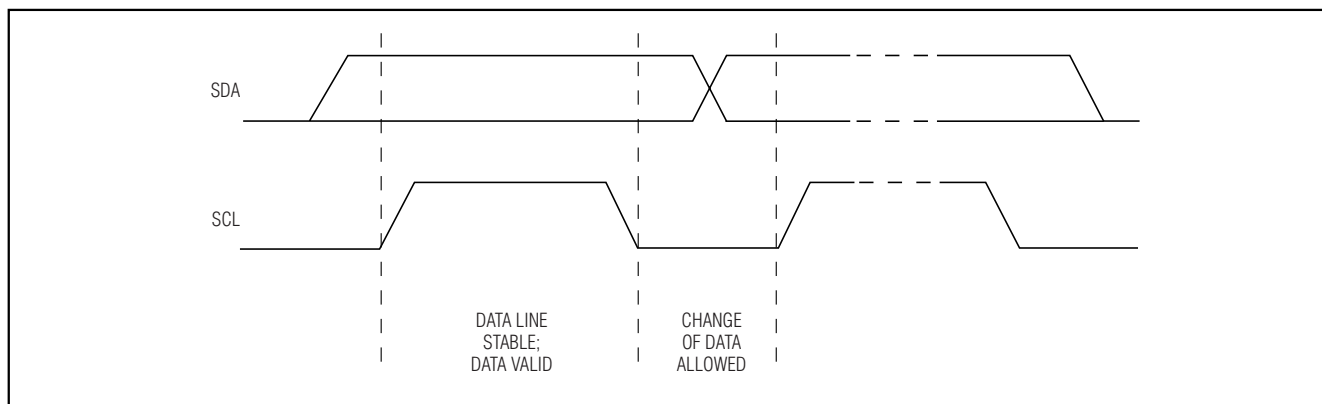 SDA
SCL
DATA LINE
STABLE;
DATA VALID
CHANGE
OF DATA
ALLOWED